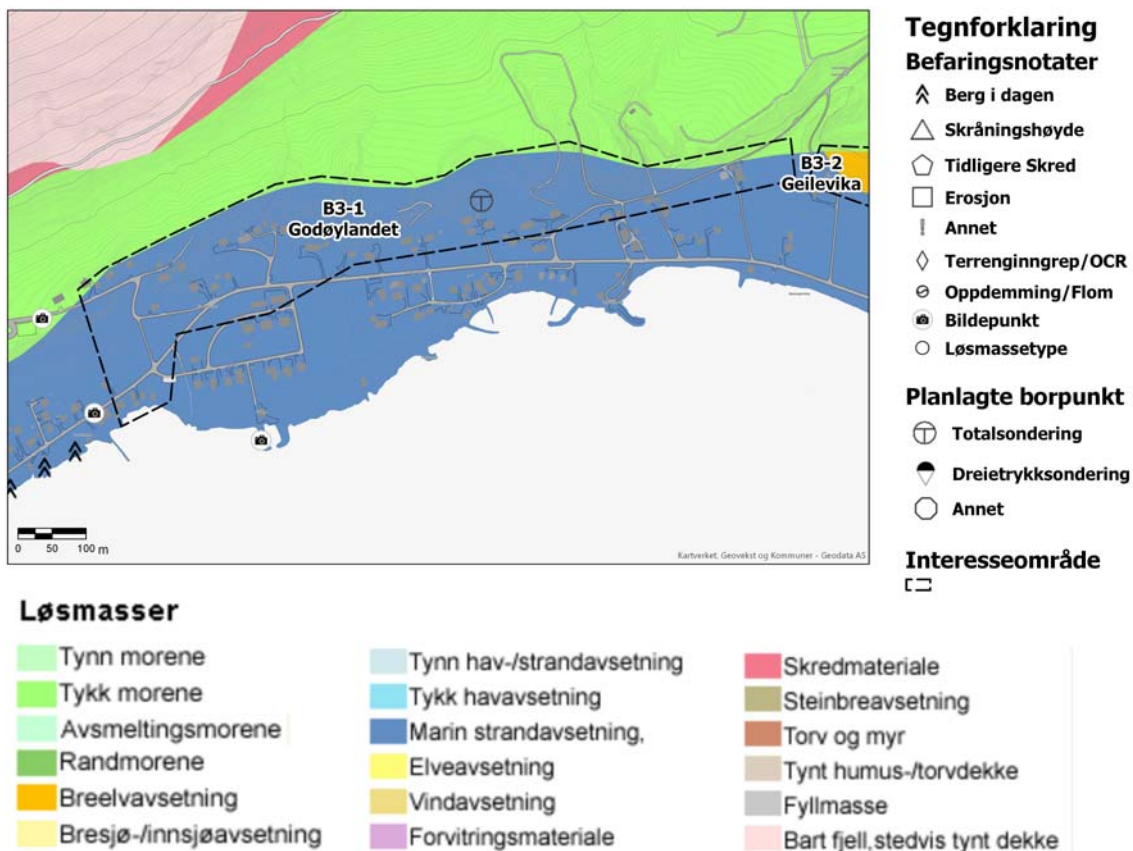 B3-1
Godøylandet
B3-2
Geilevika
0 50 100 m
Kartverket, Geovekst og Kommuner - Geodata AS
Tegnforklaring
Befaringsnotater
Berg i dagen
Skråningshøyde
Tidligere Skred
Erosjon
Annet
Terrenginngrep/OCR
Oppdemming/Flom
Bildepunkt
Løsmassetype
Planlagte borpunkt
Totalsondering
Dreietrykksondering
Annet
Interesseområde
Løsmasser
Tynn morene
Tykk morene
Avsmeltingsmorene
Randmorene
Breelvavsetning
Bresjø-/innsjøavsetning
Tynn hav-/strandavsetning
Tykk havavsetning
Marin strandavsetning,
Elveavsetning
Vindavsetning
Forvitringsmateriale
Skredmateriale
Steinbreavsetning
Torv og myr
Tynt humus-/torvdekke
Fyllmasse
Bart fjell,stedvis tynt dekke